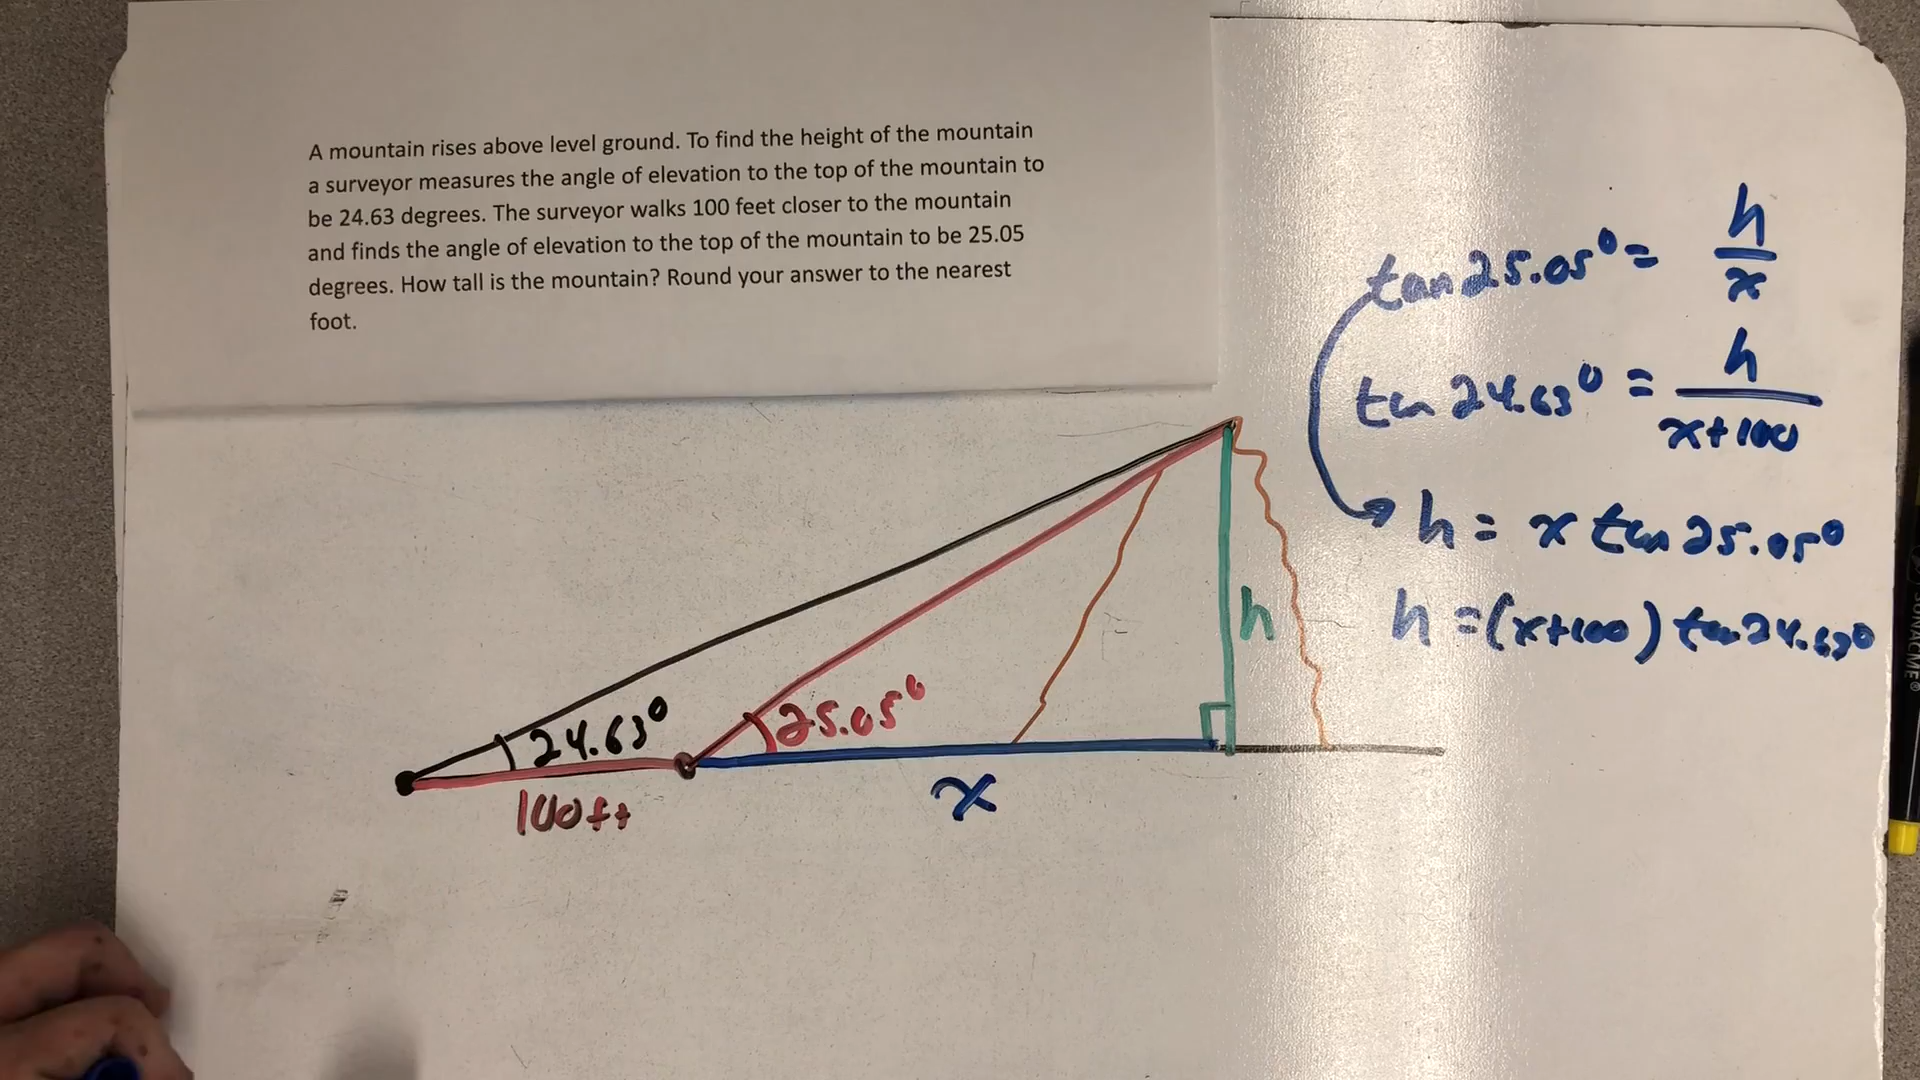 A mountain rises above level ground. To find the height of the mountain
a surveyor measures the angle of elevation to the top of the mountain to
be 24.63 degrees. The surveyor walks 100 feet closer to the mountain
and finds the angle of elevation to the top of the mountain to be 25.05
degrees. How tall is the mountain? Round your answer to the nearest
foot.
tan 25.05° = h/x
tan 24.63° = h/(x+100)
h = x tan 25.05°
h = (x+100) tan 24.63°
h
24.63°
25.05°
100ft
x